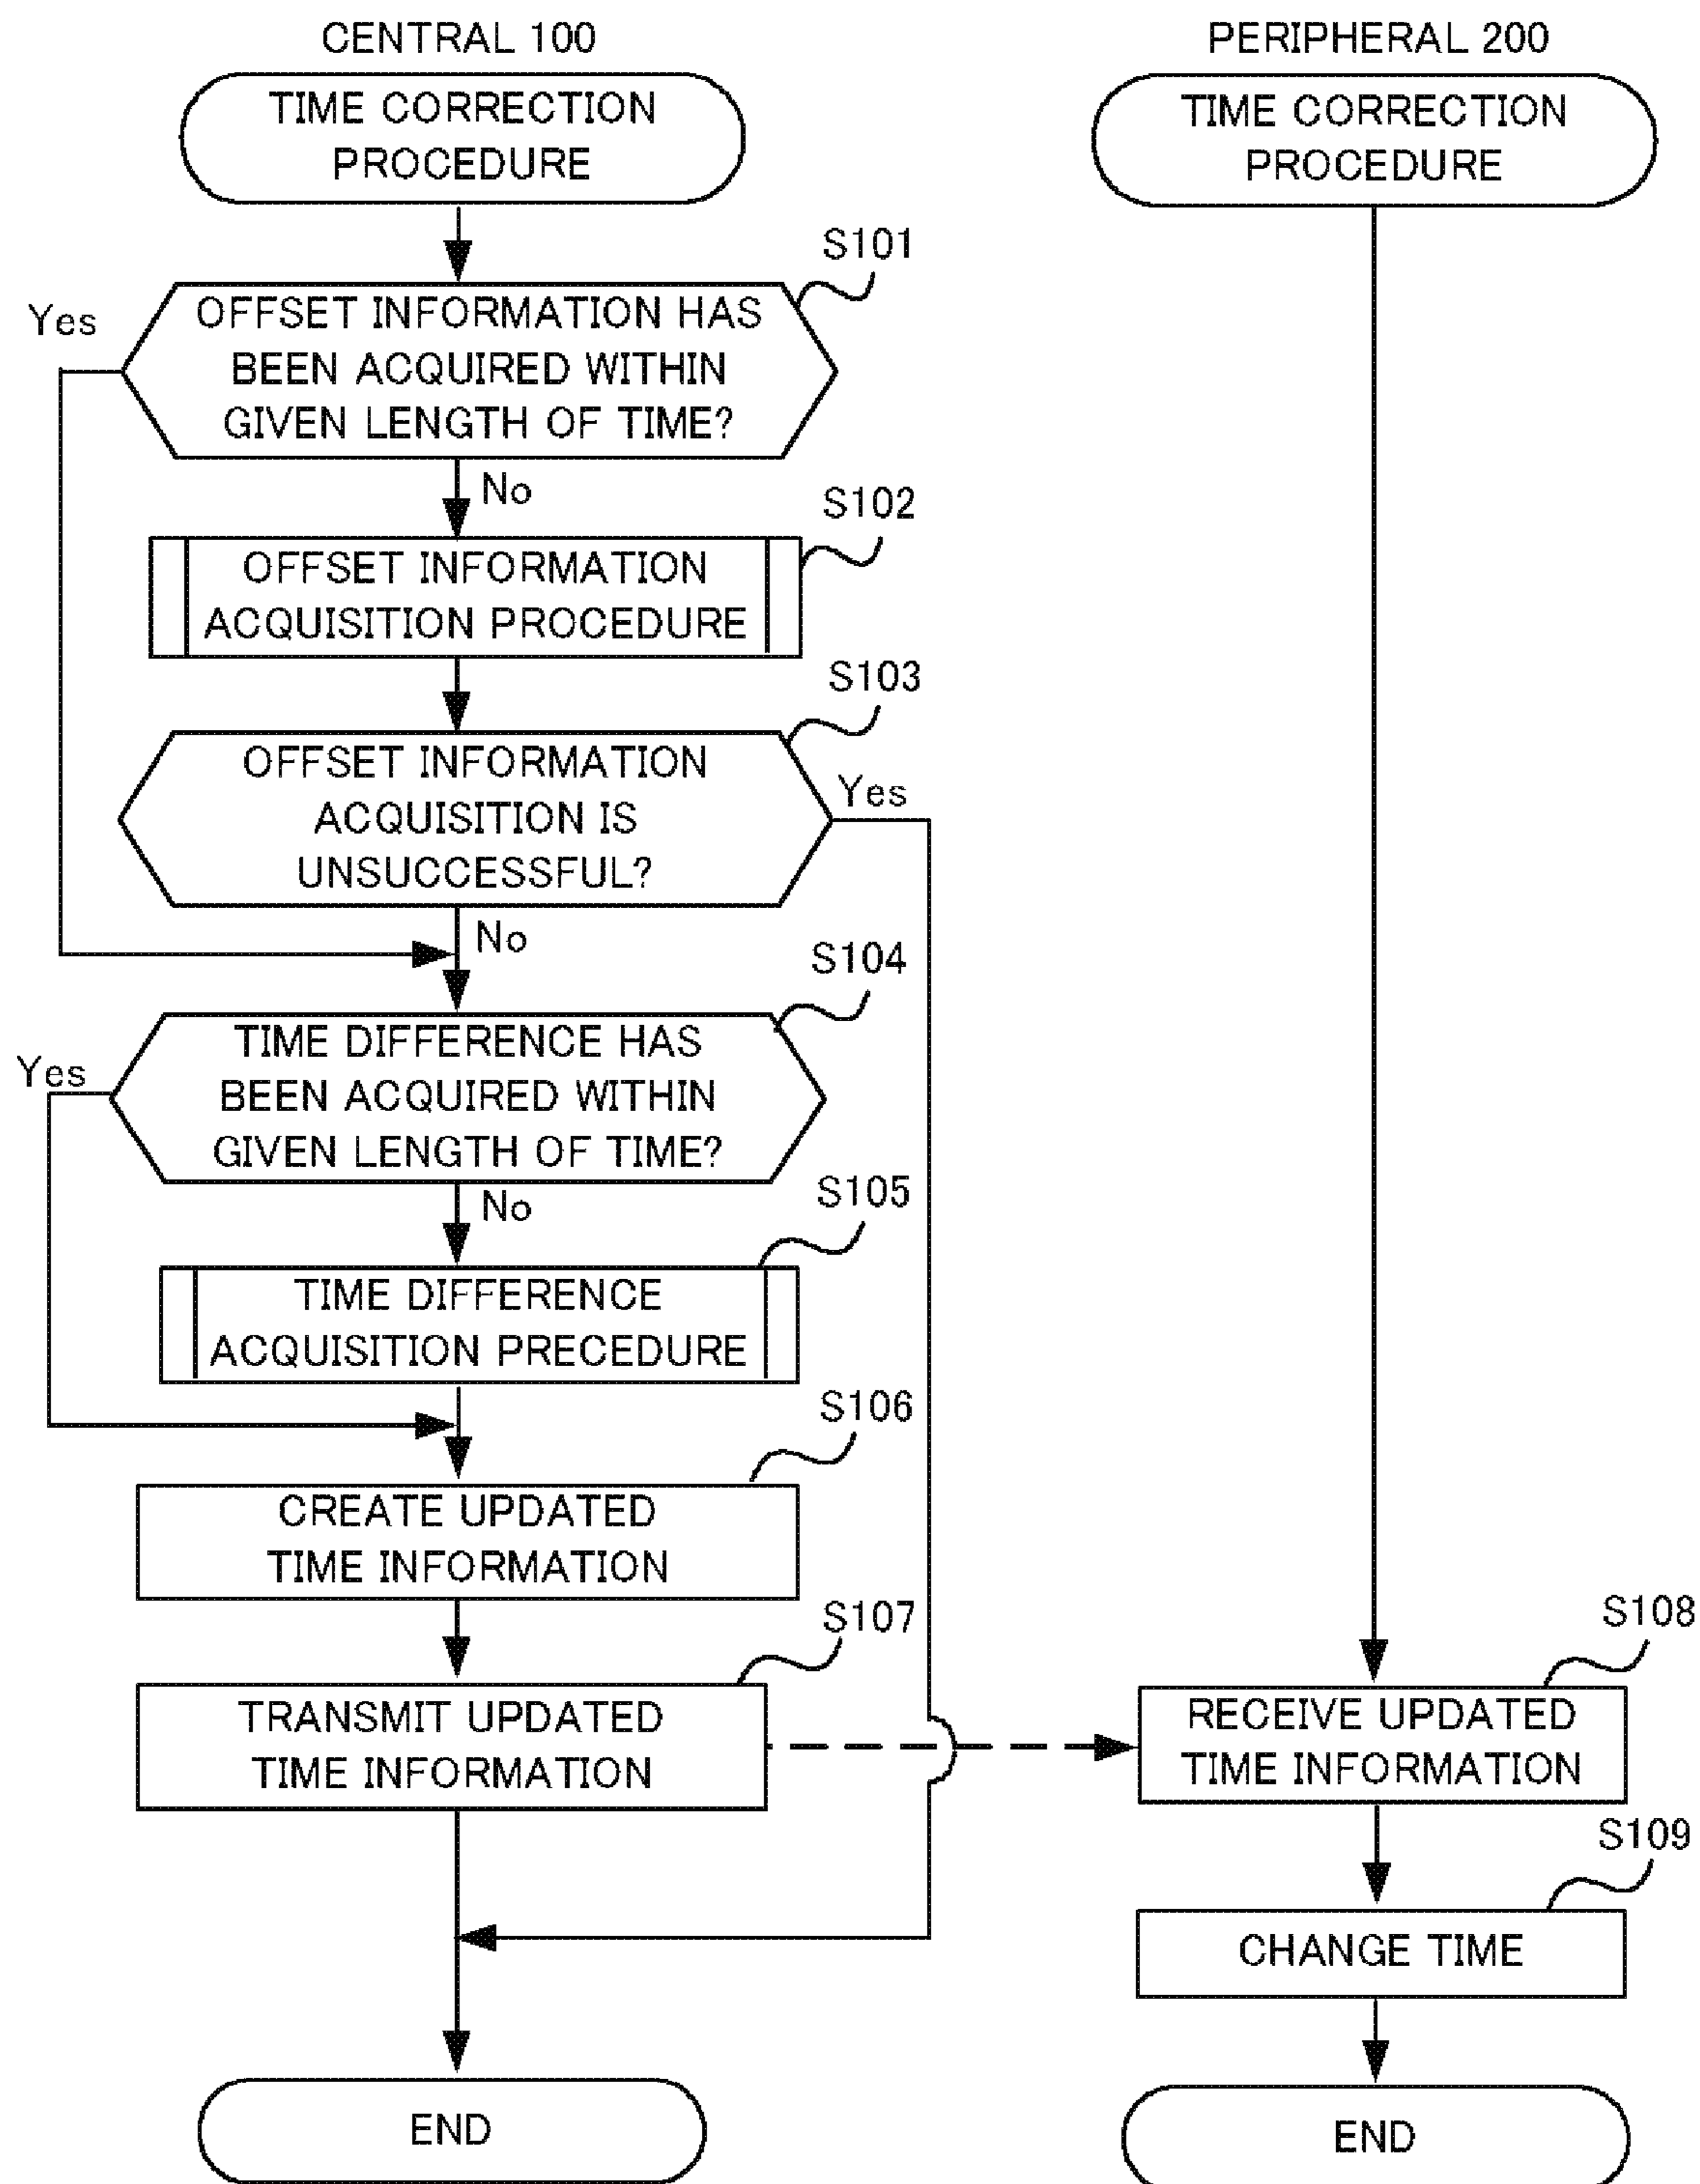 CENTRAL 100
TIME CORRECTION
PROCEDURE
S101
Yes
OFFSET INFORMATION HAS
BEEN ACQUIRED WITHIN
GIVEN LENGTH OF TIME?
No
S102
OFFSET INFORMATION
ACQUISITION PROCEDURE
S103
OFFSET INFORMATION
ACQUISITION IS
UNSUCCESSFUL?
Yes
No
S104
TIME DIFFERENCE HAS
BEEN ACQUIRED WITHIN
GIVEN LENGTH OF TIME?
Yes
No
S105
TIME DIFFERENCE
ACQUISITION PRECEDURE
S106
CREATE UPDATED
TIME INFORMATION
S107
TRANSMIT UPDATED
TIME INFORMATION
END
PERIPHERAL 200
TIME CORRECTION
PROCEDURE
S108
RECEIVE UPDATED
TIME INFORMATION
S109
CHANGE TIME
END